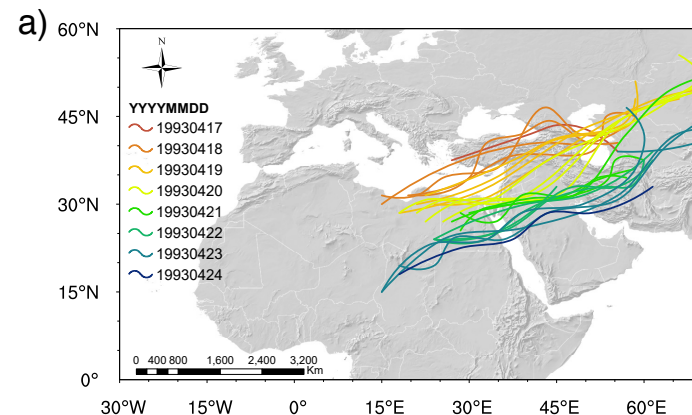 a)
60°N
N
YYYYMMDD
45°N
19930417
19930418
19930419
19930420
30°N
19930421
19930422
19930423
19930424
15°N
0 400 800 1,600 2,400 3,200
Km
0°
30°W 15°W 0° 15°E 30°E 45°E 60°E